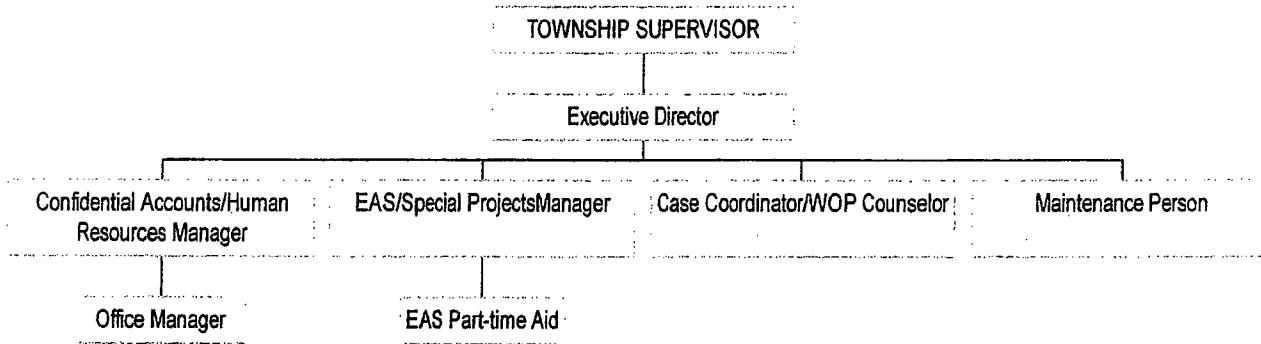 TOWNSHIP SUPERVISOR
Executive Director
Confidential Accounts/Human
Resources Manager
EAS/Special ProjectsManager
Case Coordinator/WOP Counselor
Maintenance Person
Office Manager
EAS Part-time Aid